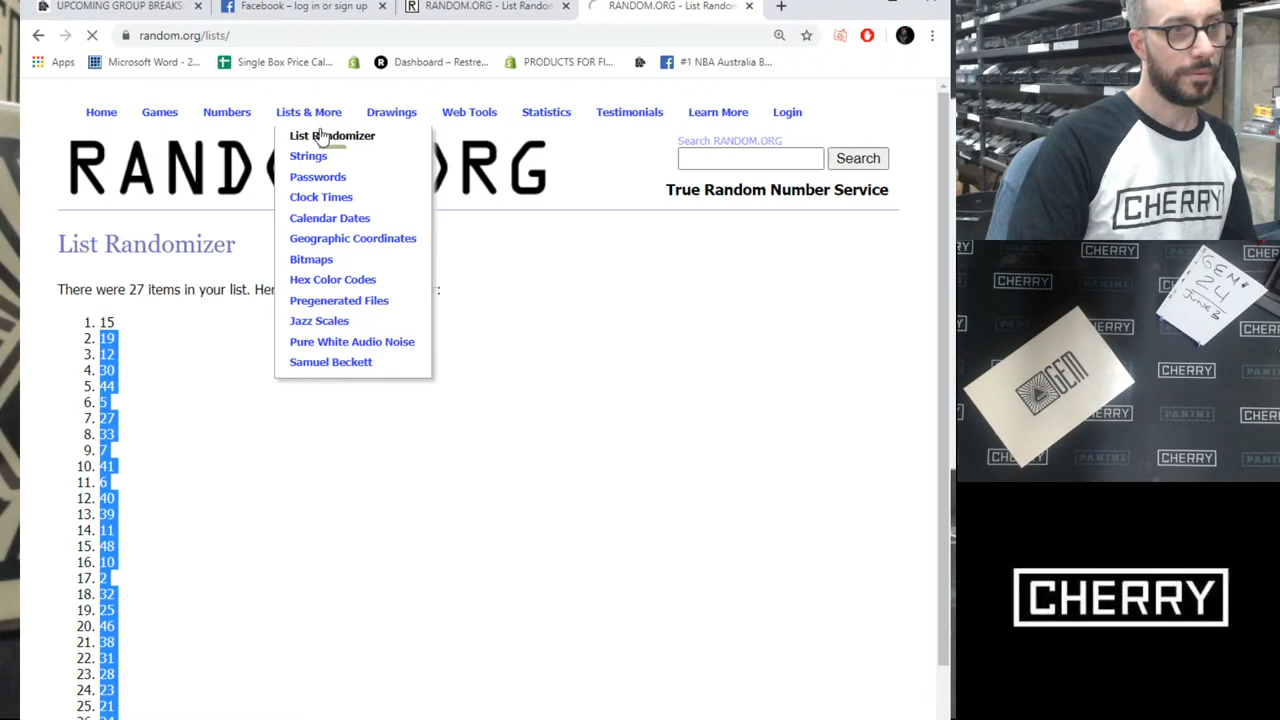 UPCOMING GROUP BREAKS
Facebook – log in or sign up
RANDOM.ORG - List Random
RANDOM.ORG - List Random
random.org/lists/
Apps
Microsoft Word - 2...
Single Box Price Cal...
Dashboard – Restre...
PRODUCTS FOR FI...
#1 NBA Australia B...
Home
Games
Numbers
Lists & More
Drawings
Web Tools
Statistics
Testimonials
Learn More
Login
List Randomizer
Strings
Passwords
Clock Times
Calendar Dates
Geographic Coordinates
Bitmaps
Hex Color Codes
Pregenerated Files
Jazz Scales
Pure White Audio Noise
Samuel Beckett
Search RANDOM.ORG
Search
True Random Number Service
List Randomizer
There were 27 items in your list.
1. 15
2. 19
3. 12
4. 30
5. 44
6. 5
7. 27
8. 33
9. 7
10. 41
11. 6
12. 40
13. 39
14. 11
15. 48
16. 10
17. 2
18. 32
19. 25
20. 46
21. 38
22. 31
23. 28
24. 23
25. 21
CHERRY
GEM
24
JUNE
GEM
CHERRY
CHERRY
CHERRY
CHERRY
CHERRY
PANINI
CHERRY
CHERRY
PANINI
CHERRY